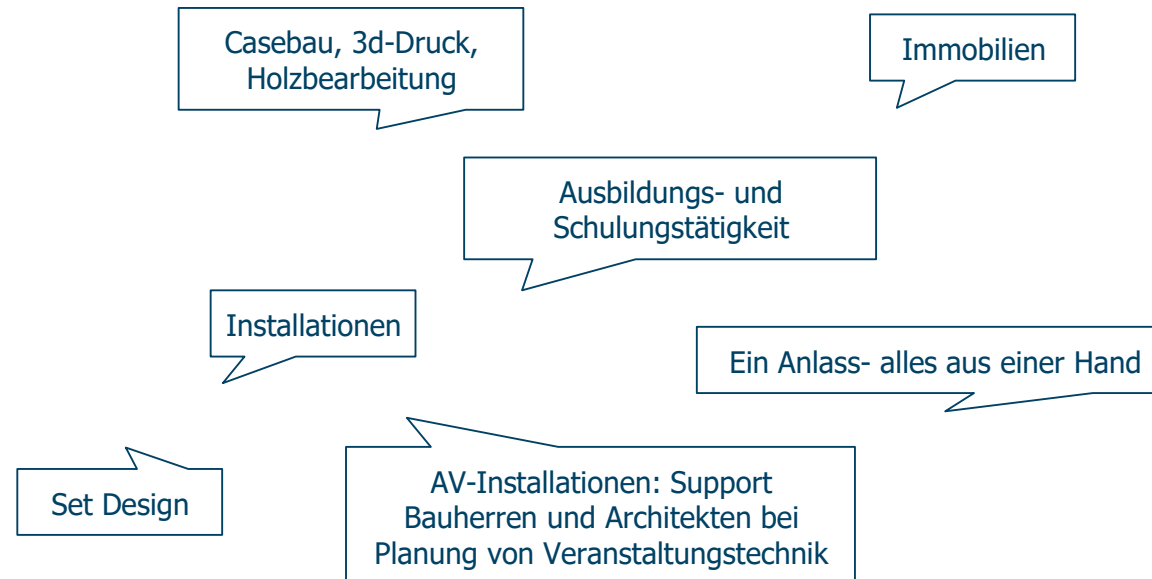 Casebau, 3d-Druck,
Holzbearbeitung
Immobilien
Ausbildungs- und
Schulungstätigkeit
Installationen
Ein Anlass- alles aus einer Hand
Set Design
AV-Installationen: Support
Bauherren und Architekten bei
Planung von Veranstaltungstechnik